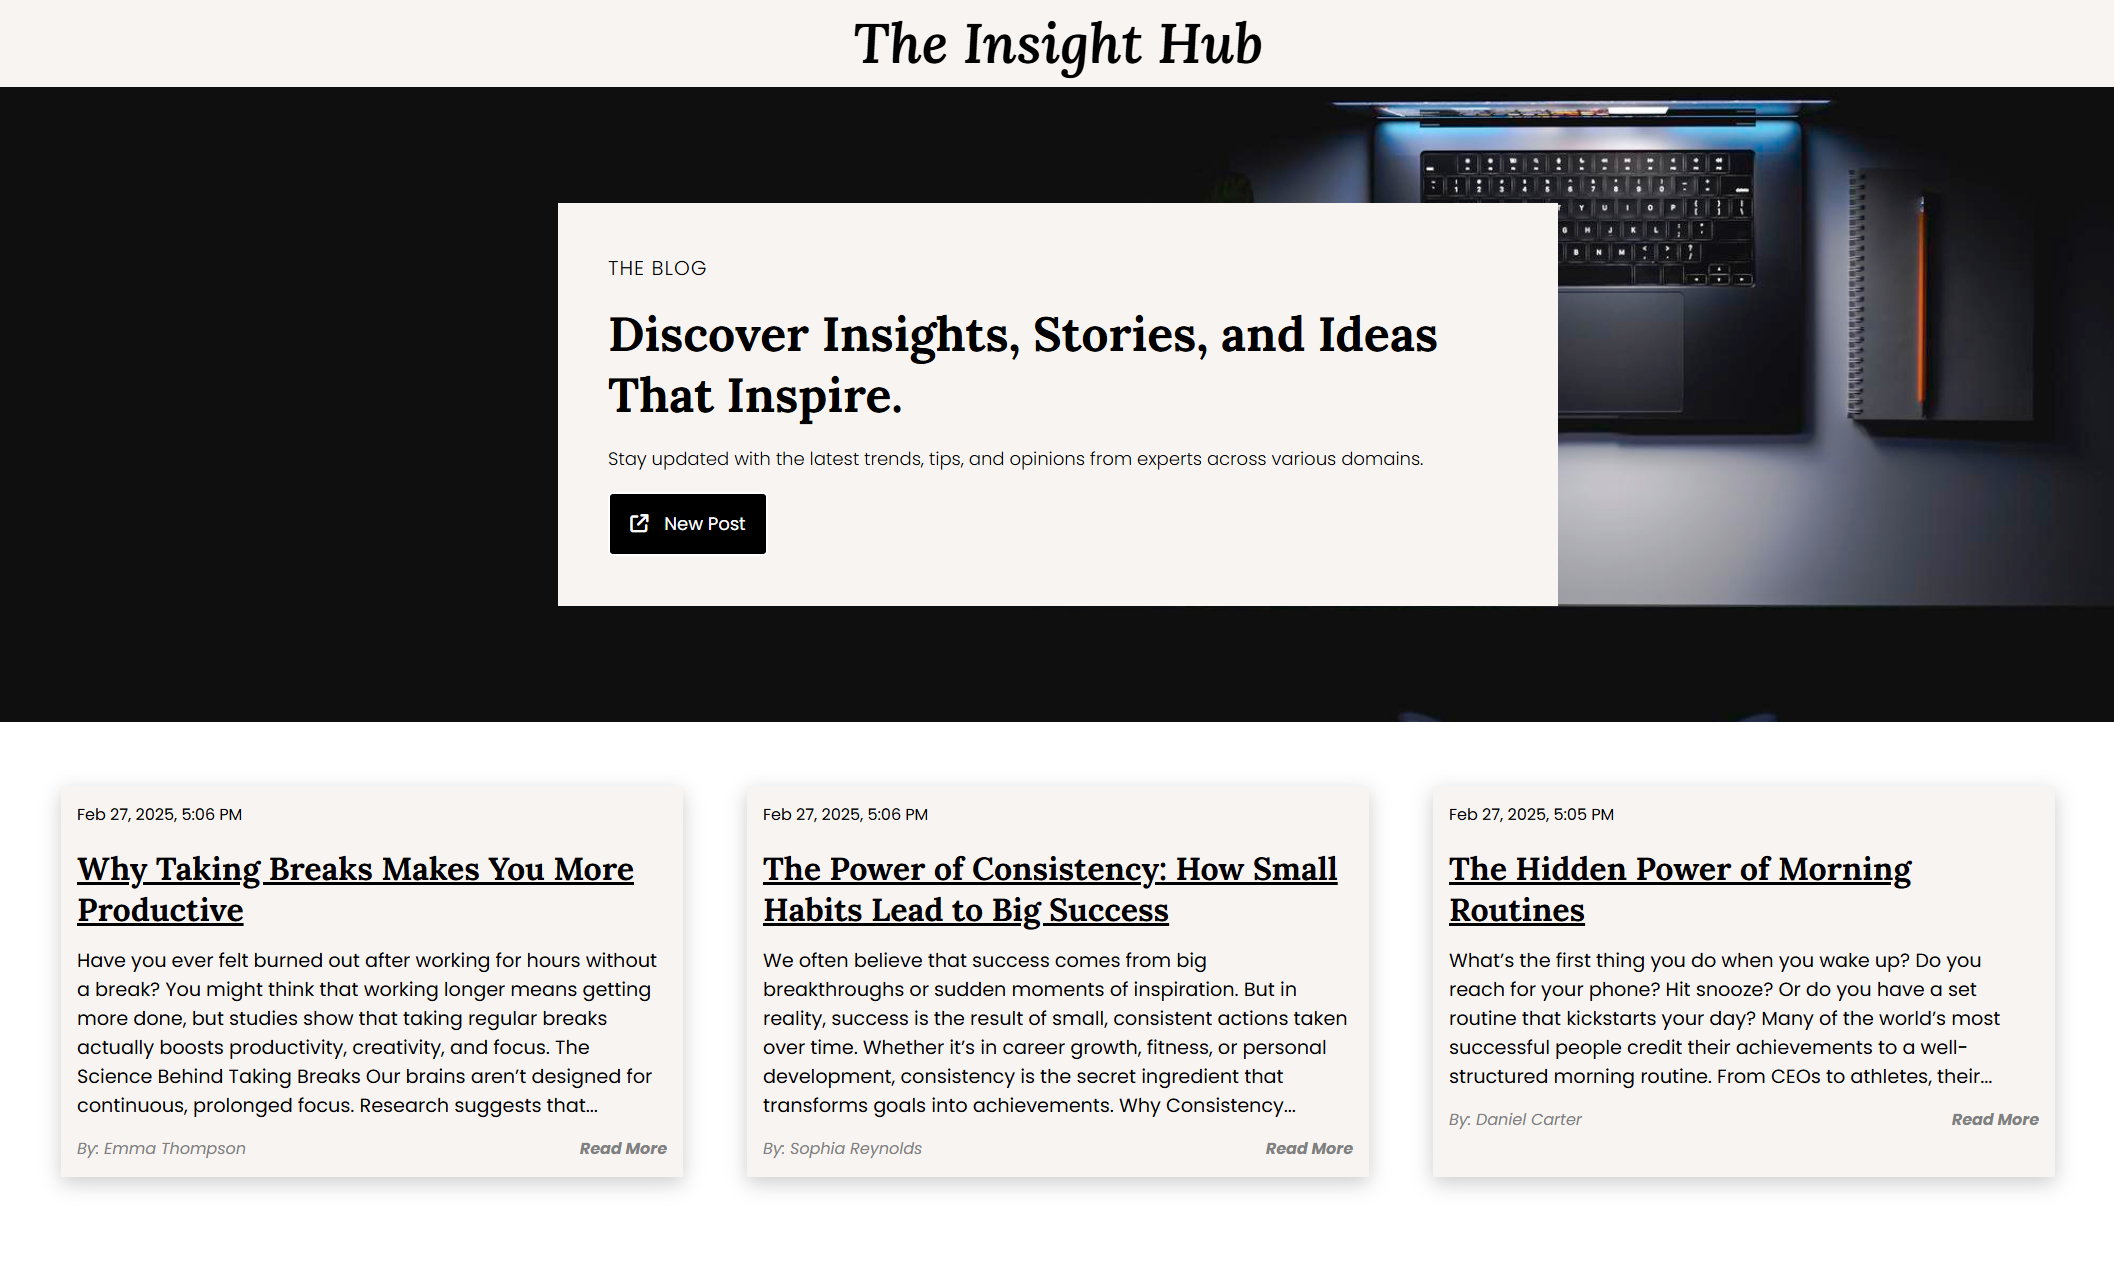 The Insight Hub
THE BLOG
Discover Insights, Stories, and Ideas
That Inspire.
Stay updated with the latest trends, tips, and opinions from experts across various domains.
New Post
Feb 27, 2025, 5:06 PM
Why Taking Breaks Makes You More
Productive
Have you ever felt burned out after working for hours without
a break? You might think that working longer means getting
more done, but studies show that taking regular breaks
actually boosts productivity, creativity, and focus. The
Science Behind Taking Breaks Our brains aren’t designed for
continuous, prolonged focus. Research suggests that...
By: Emma Thompson
Read More
Feb 27, 2025, 5:06 PM
The Power of Consistency: How Small
Habits Lead to Big Success
We often believe that success comes from big
breakthroughs or sudden moments of inspiration. But in
reality, success is the result of small, consistent actions taken
over time. Whether it’s in career growth, fitness, or personal
development, consistency is the secret ingredient that
transforms goals into achievements. Why Consistency...
By: Sophia Reynolds
Read More
Feb 27, 2025, 5:05 PM
The Hidden Power of Morning
Routines
What’s the first thing you do when you wake up? Do you
reach for your phone? Hit snooze? Or do you have a set
routine that kickstarts your day? Many of the world’s most
successful people credit their achievements to a well-
structured morning routine. From CEOs to athletes, their...
By: Daniel Carter
Read More